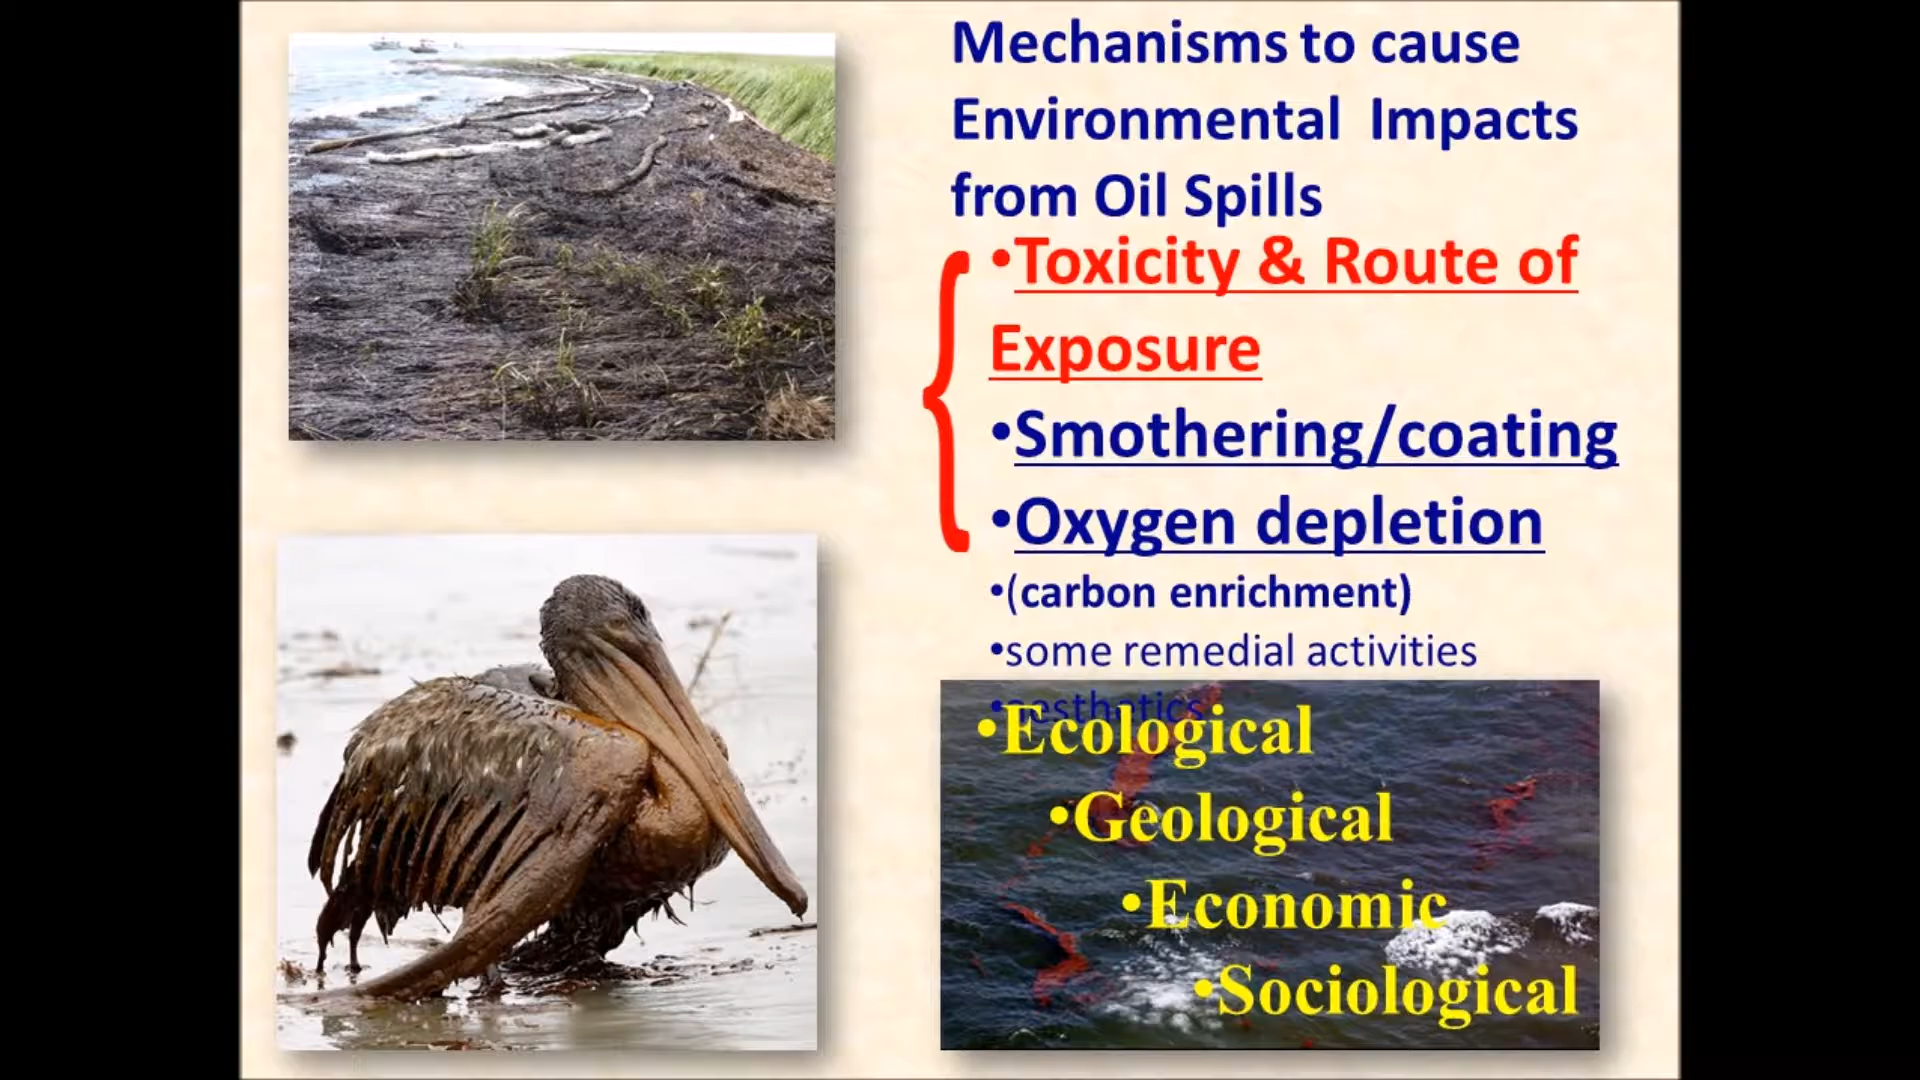 Mechanisms to cause
Environmental Impacts
from Oil Spills
•Toxicity & Route of
Exposure
•Smothering/coating
•Oxygen depletion
•(carbon enrichment)
•some remedial activities
•aesthetics
•Ecological
•Geological
•Economic
•Sociological